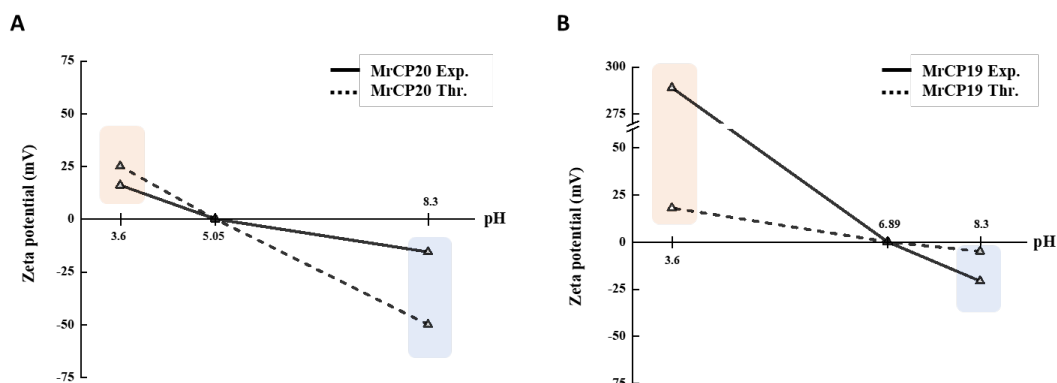 A
75
50
25
0
-25
-50
-75
Zeta potential (mV)
MrCP20 Exp.
MrCP20 Thr.
3.6
5.05
8.3
pH
B
300
275
50
25
0
-25
-50
-75
Zeta potential (mV)
MrCP19 Exp.
MrCP19 Thr.
3.6
6.99
8.3
pH